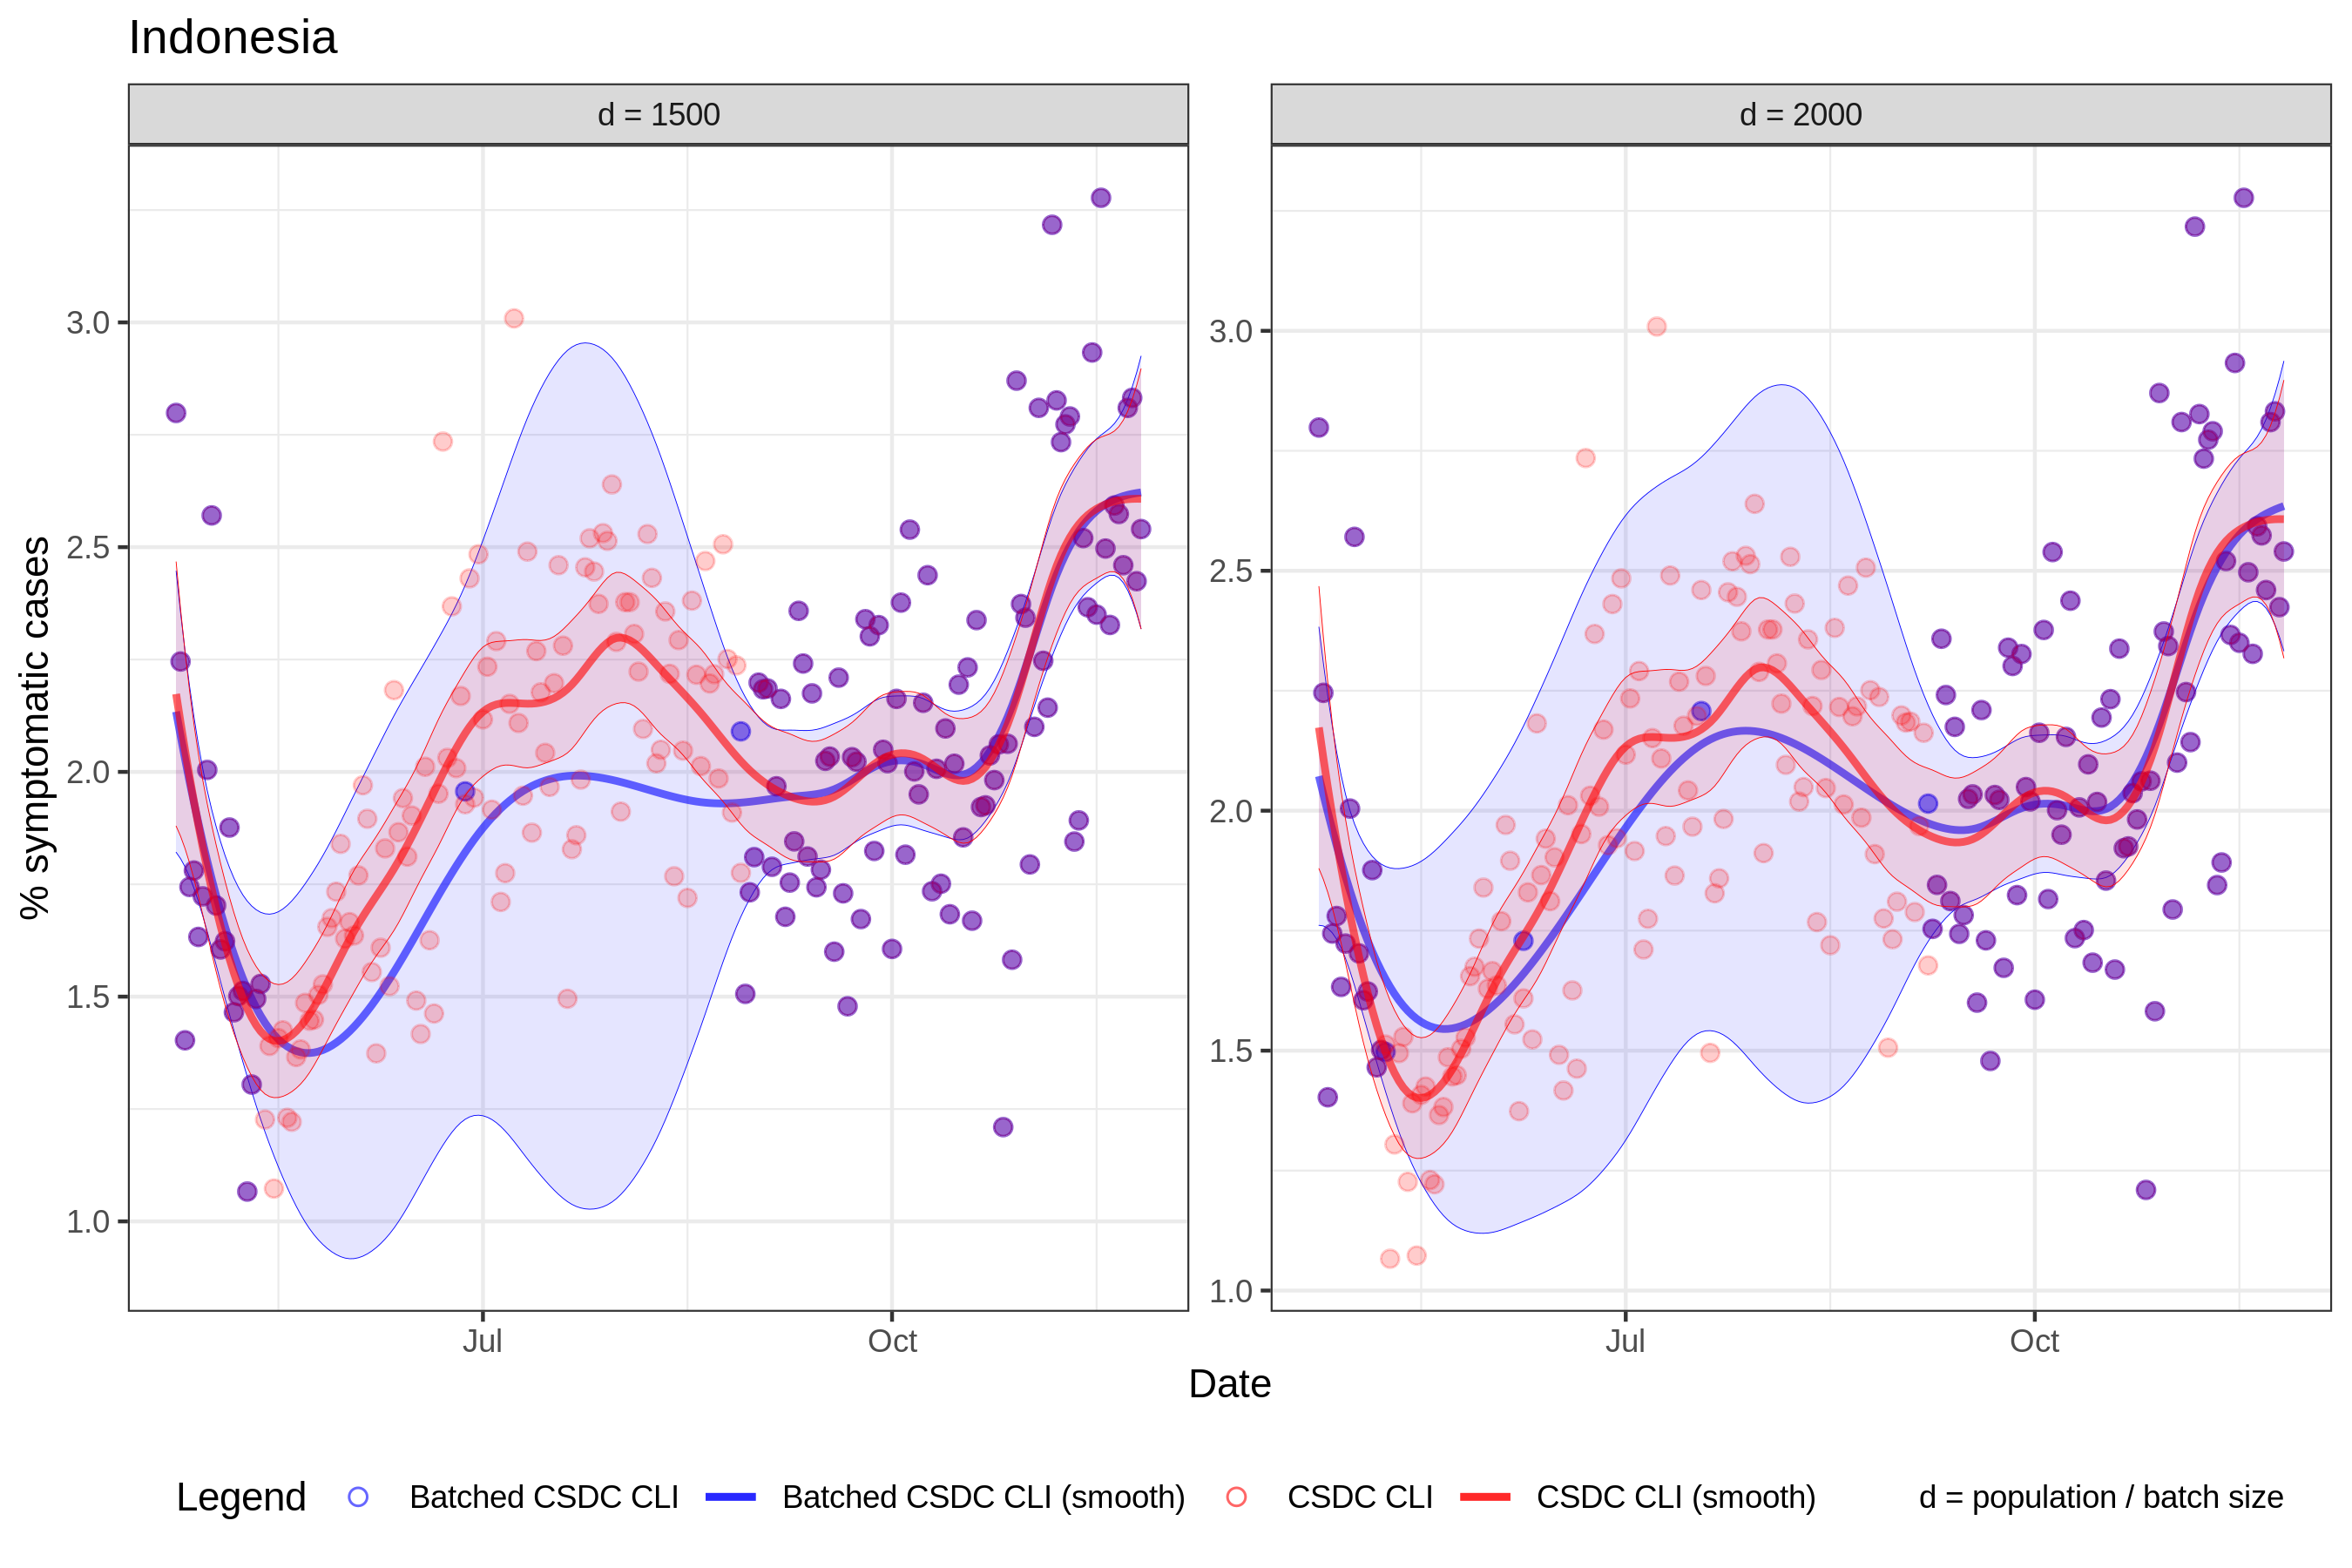 Indonesia
d = 1500
d = 2000
% symptomatic cases
3.0
2.5
2.0
1.5
1.0
3.0
2.5
2.0
1.5
1.0
Jul
Oct
Jul
Oct
Date
Legend Batched CSDC CLI Batched CSDC CLI (smooth) CSDC CLI CSDC CLI (smooth) d = population / batch size